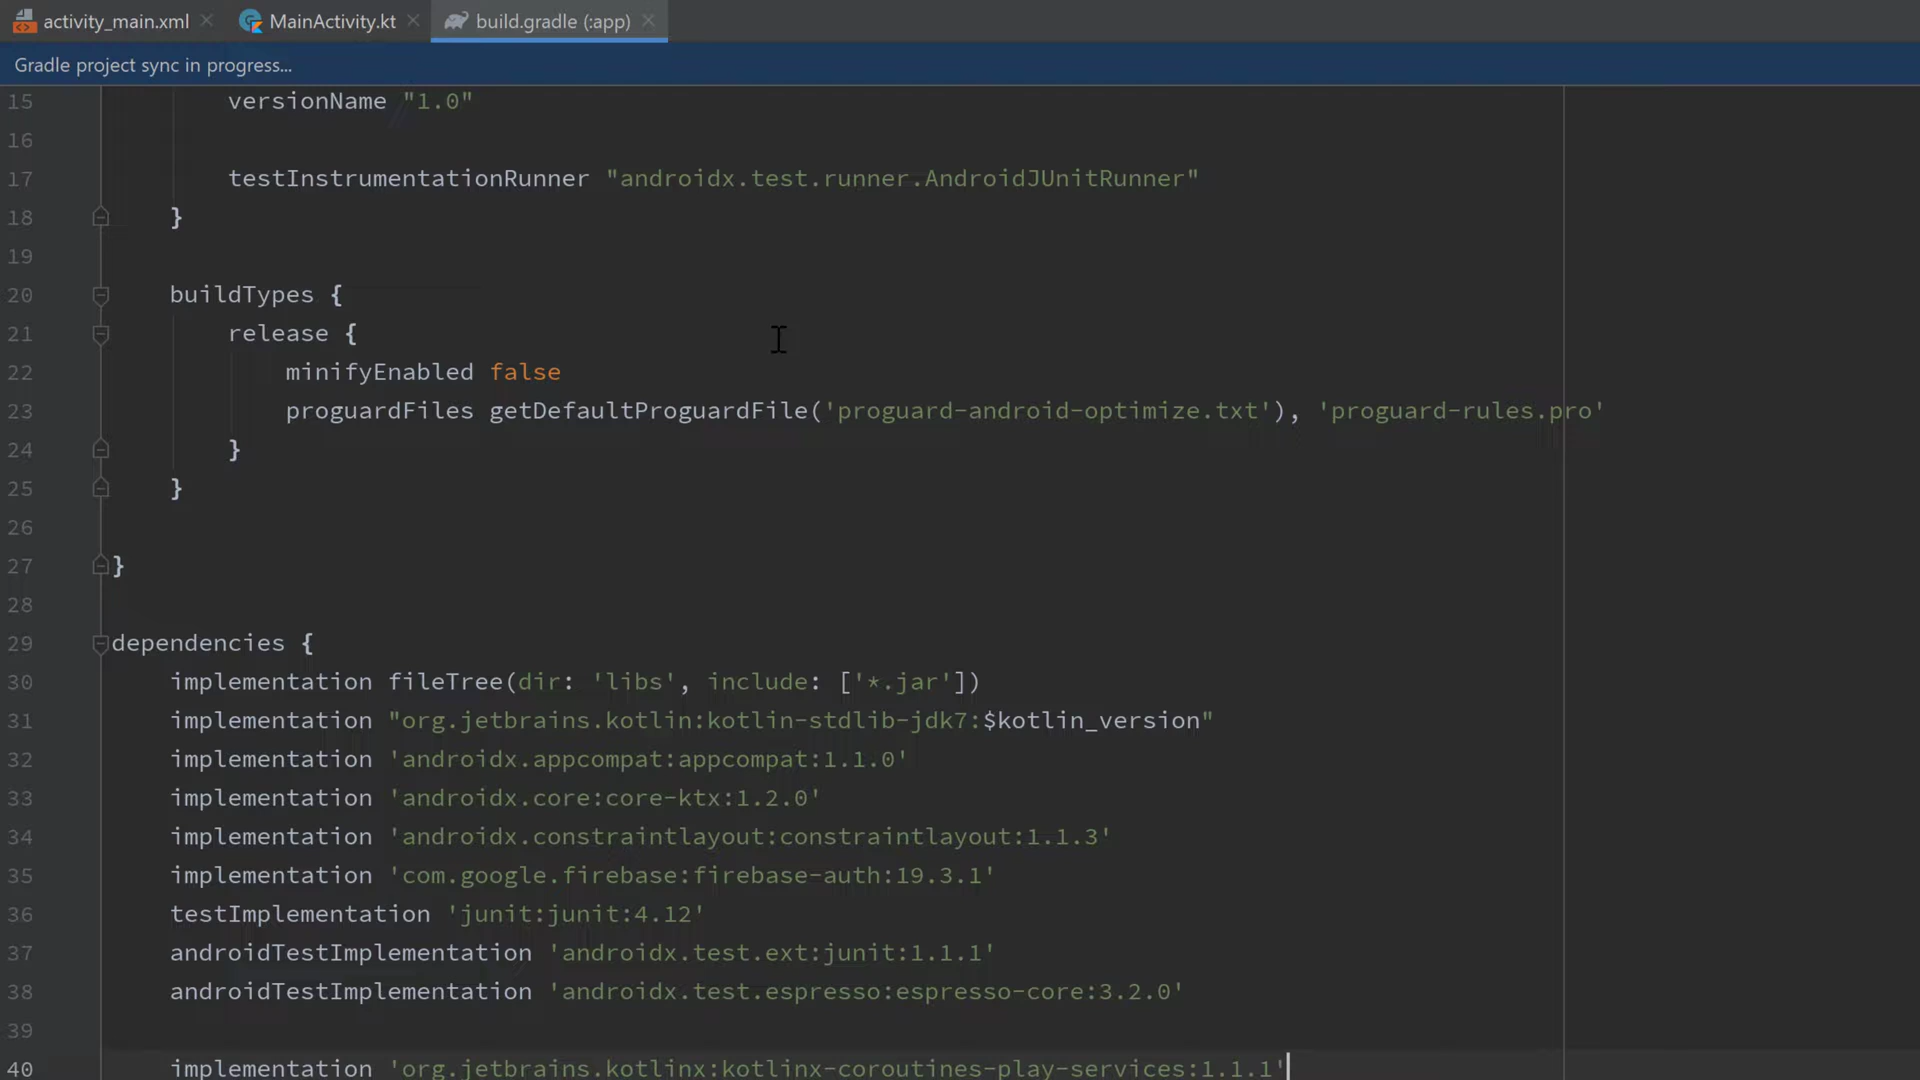 activity_main.xml MainActivity.kt build.gradle (:app)
Gradle project sync in progress...
15 versionName "1.0"
16
17 testInstrumentationRunner "androidx.test.runner.AndroidJUnitRunner"
18 }
19
20 buildTypes {
21 release {
22 minifyEnabled false
23 proguardFiles getDefaultProguardFile('proguard-android-optimize.txt'), 'proguard-rules.pro'
24 }
25 }
26
27 }
28
29 dependencies {
30 implementation fileTree(dir: 'libs', include: ['*.jar'])
31 implementation "org.jetbrains.kotlin:kotlin-stdlib-jdk7:$kotlin_version"
32 implementation 'androidx.appcompat:appcompat:1.1.0'
33 implementation 'androidx.core:core-ktx:1.2.0'
34 implementation 'androidx.constraintlayout:constraintlayout:1.1.3'
35 implementation 'com.google.firebase:firebase-auth:19.3.1'
36 testImplementation 'junit:junit:4.12'
37 androidTestImplementation 'androidx.test.ext:junit:1.1.1'
38 androidTestImplementation 'androidx.test.espresso:espresso-core:3.2.0'
39
40 implementation 'org.jetbrains.kotlinx:kotlinx-coroutines-play-services:1.1.1'